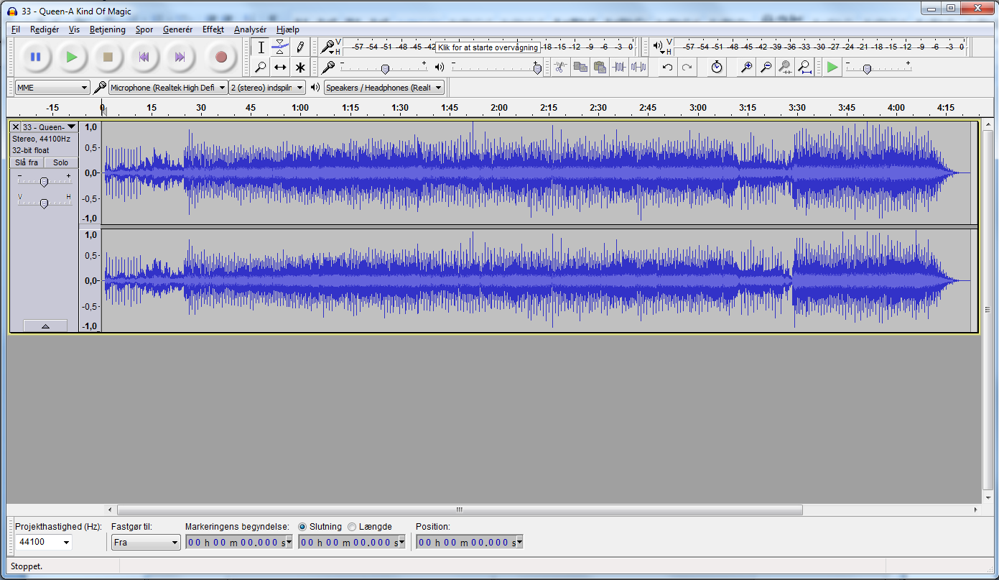 33 - Queen-A Kind Of Magic
Fil Redigér Vis Betjening Spor Generér Effekt Analysér Hjælp
V H -57 -54 -51 -48 -45 -42 Klik for at starte overvågning -18 -15 -12 -9 -6 -3 0
V H -57 -54 -51 -48 -45 -42 -39 -36 -33 -30 -27 -24 -21 -18 -15 -12 -9 -6 -3 0
- + - + - +
MME Microphone (Realtek High Defi 2 (stereo) indspiln Speakers / Headphones (Realt
-15 0 15 30 45 1:00 1:15 1:30 1:45 2:00 2:15 2:30 2:45 3:00 3:15 3:30 3:45 4:00 4:15
33 - Queen- 1,0
Stereo, 44100Hz
32-bit float 0,5-
Slå fra Solo
- + 0,0-
V H -0,5-
-1,0
1,0
0,5-
0,0-
-0,5-
-1,0
Projekthastighed (Hz): Fastgør til: Markeringens begyndelse: Slutning Længde Position:
44100 Fra 00 h 00 m 00.000 s 00 h 00 m 00.000 s 00 h 00 m 00.000 s
Stoppet.